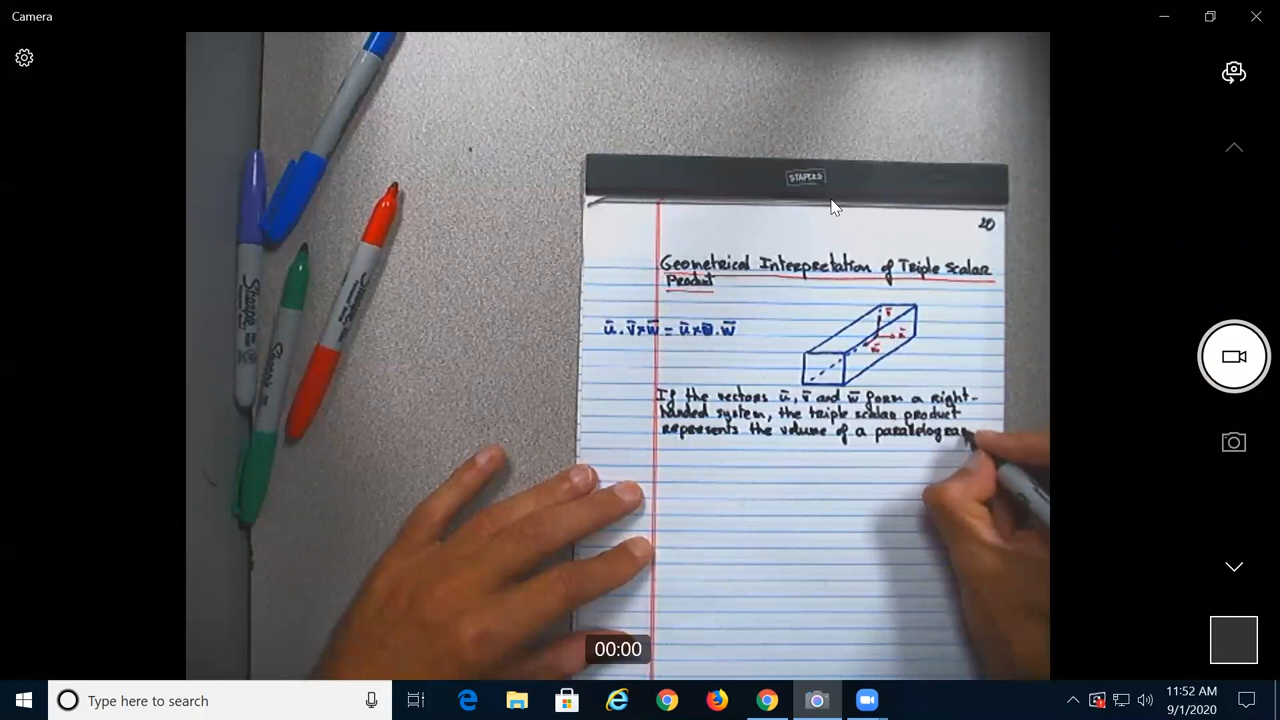 Camera
STAPLES
20
Geometrical Interpretation of Triple Scalar
Product
ū . v̄ × w̄ = ū × v̄ . w̄
v̄
ū
w̄
If the vectors ū, v̄ and w̄ form a right-
handed system, the triple scalar product
represents the volume of a parallelogram
Sharpie
00:00
Type here to search
11:52 AM
9/1/2020